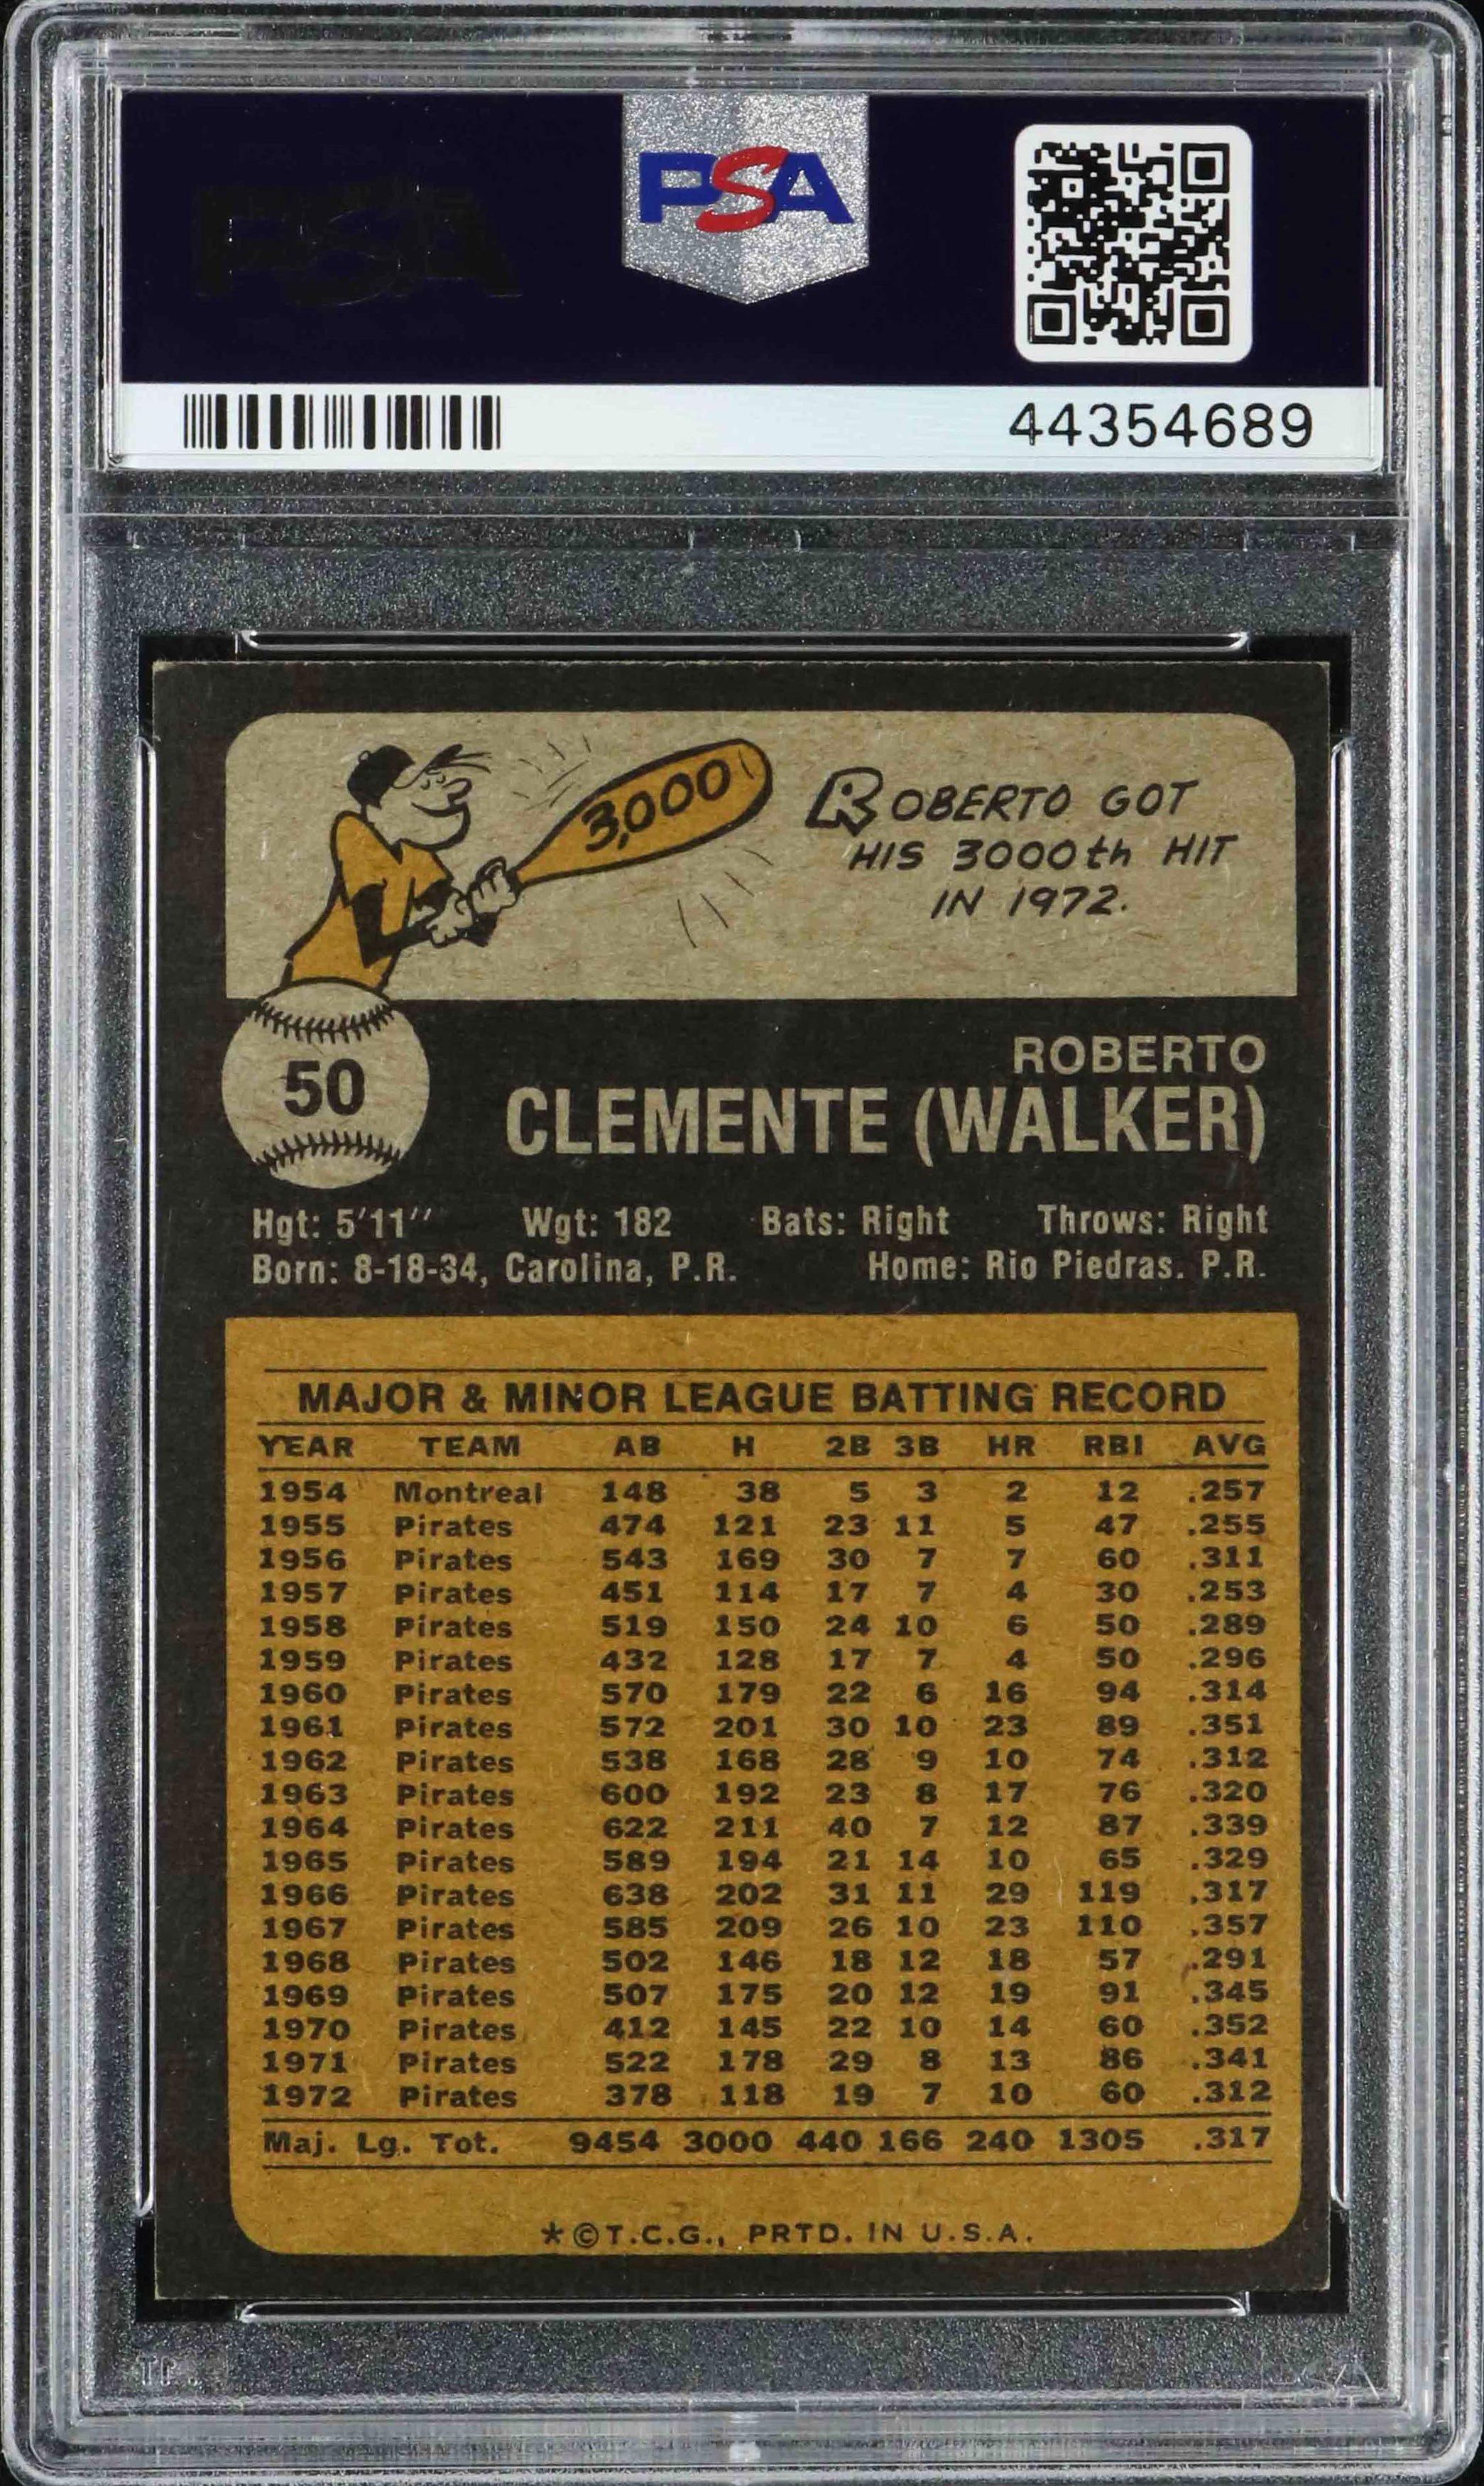 PSA
PSA
44354689
3,000
ROBERTO GOT
HIS 3000th HIT
IN 1972.
50
ROBERTO
CLEMENTE (WALKER)
Hgt: 5'11'' Wgt: 182 Bats: Right Throws: Right
Born: 8-18-34, Carolina, P.R. Home: Rio Piedras. P.R.
MAJOR & MINOR LEAGUE BATTING RECORD
YEAR TEAM AB H 2B 3B HR RBI AVG
1954 Montreal 148 38 5 3 2 12 .257
1955 Pirates 474 121 23 11 5 47 .255
1956 Pirates 543 169 30 7 7 60 .311
1957 Pirates 451 114 17 7 4 30 .253
1958 Pirates 519 150 24 10 6 50 .289
1959 Pirates 432 128 17 7 4 50 .296
1960 Pirates 570 179 22 6 16 94 .314
1961 Pirates 572 201 30 10 23 89 .351
1962 Pirates 538 168 28 9 10 74 .312
1963 Pirates 600 192 23 8 17 76 .320
1964 Pirates 622 211 40 7 12 87 .339
1965 Pirates 589 194 21 14 10 65 .329
1966 Pirates 638 202 31 11 29 119 .317
1967 Pirates 585 209 26 10 23 110 .357
1968 Pirates 502 146 18 12 18 57 .291
1969 Pirates 507 175 20 12 19 91 .345
1970 Pirates 412 145 22 10 14 60 .352
1971 Pirates 522 178 29 8 13 86 .341
1972 Pirates 378 118 19 7 10 60 .312
Maj. Lg. Tot. 9454 3000 440 166 240 1305 .317
*©T.C.G., PRTD. IN U.S.A.